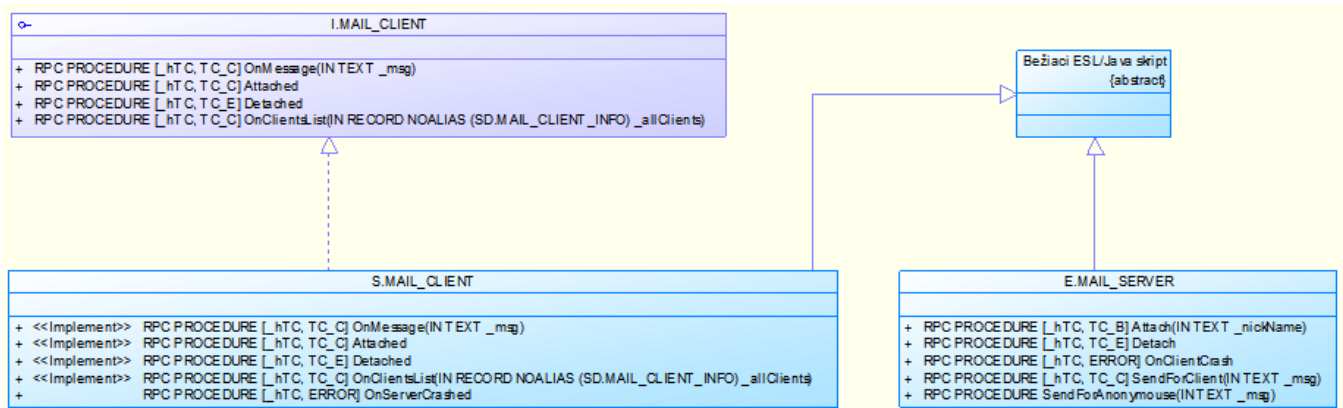 I.MAIL_CLIENT
+ RPC PROCEDURE [_hTC, TC_C] OnMessage(IN TEXT _msg)
+ RPC PROCEDURE [_hTC, TC_C] Attached
+ RPC PROCEDURE [_hTC, TC_E] Detached
+ RPC PROCEDURE [_hTC, TC_C] OnClientsList(IN RECORD NOALIAS (SD.MAIL_CLIENT_INFO) _allClients)
Bežiaci ESL/Java skript
{abstract}
S.MAIL_CLIENT
+ <<Implement>> RPC PROCEDURE [_hTC, TC_C] OnMessage(IN TEXT _msg)
+ <<Implement>> RPC PROCEDURE [_hTC, TC_C] Attached
+ <<Implement>> RPC PROCEDURE [_hTC, TC_E] Detached
+ <<Implement>> RPC PROCEDURE [_hTC, TC_C] OnClientsList(IN RECORD NOALIAS (SD.MAIL_CLIENT_INFO) _allClients)
+ RPC PROCEDURE [_hTC, ERROR] OnServerCrashed
E.MAIL_SERVER
+ RPC PROCEDURE [_hTC, TC_B] Attach(IN TEXT _nickName)
+ RPC PROCEDURE [_hTC, TC_E] Detach
+ RPC PROCEDURE [_hTC, ERROR] OnClientCrash
+ RPC PROCEDURE [_hTC, TC_C] SendForClient(IN TEXT _msg)
+ RPC PROCEDURE SendForAnonymouse(IN TEXT _msg)